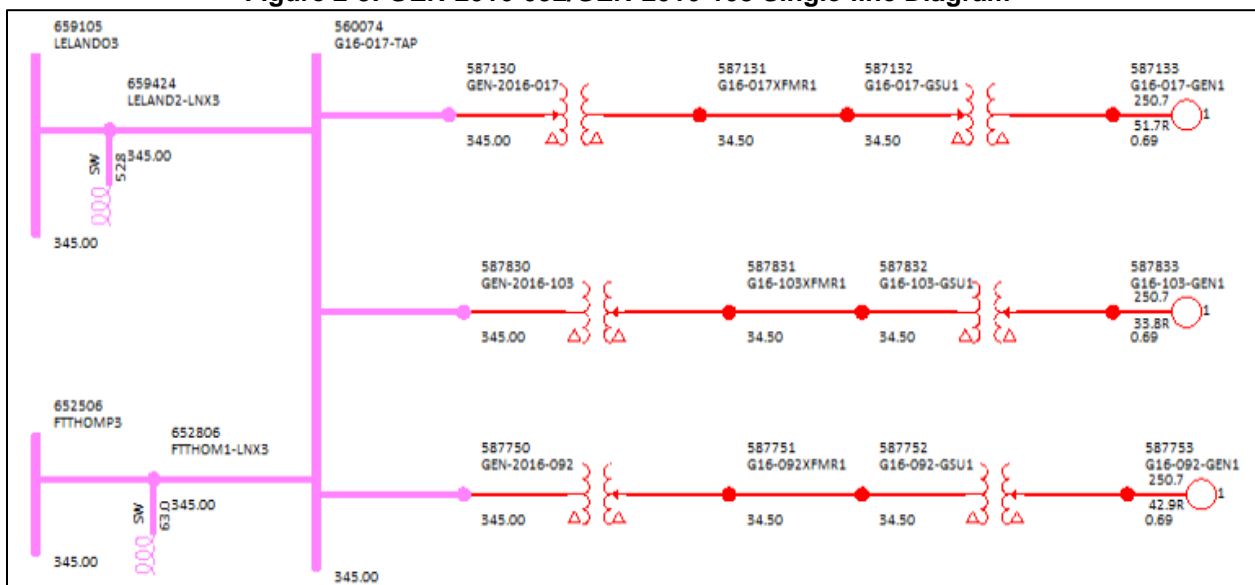 659105
LELANDO3
659424
LELAND2-LNX3
SW
52.8
345.00
345.00
560074
G16-017-TAP
587130
GEN-2016-017
345.00
587131
G16-017XFMR1
34.50
587132
G16-017-GSU1
34.50
587133
G16-017-GEN1
250.7
1
51.7R
0.69
587830
GEN-2016-103
345.00
587831
G16-103XFMR1
34.50
587832
G16-103-GSU1
34.50
587833
G16-103-GEN1
250.7
1
33.8R
0.69
652506
FTTHOMP3
652806
FTTHOM1-LNX3
SW
63.0
345.00
345.00
587750
GEN-2016-092
345.00
587751
G16-092XFMR1
34.50
587752
G16-092-GSU1
34.50
587753
G16-092-GEN1
250.7
1
42.9R
0.69
345.00